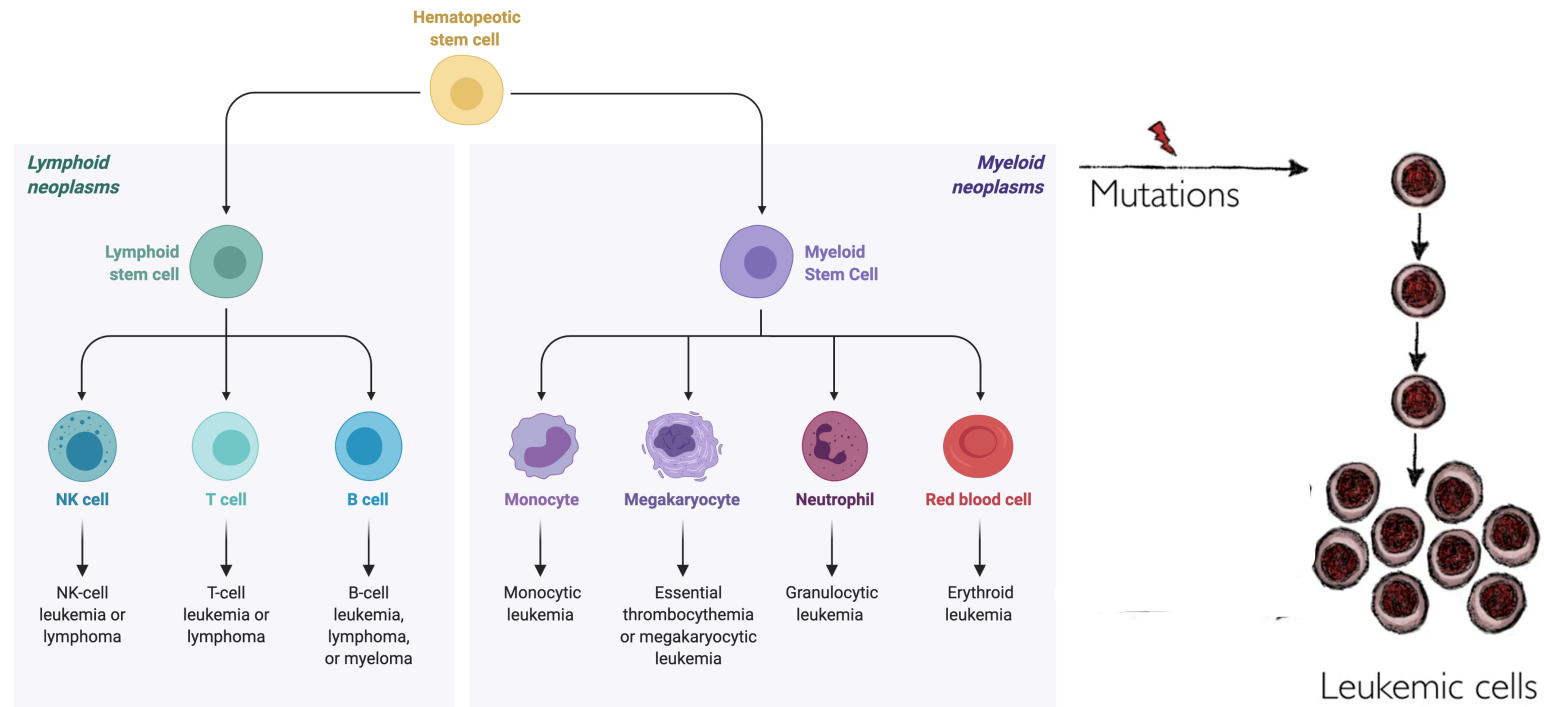 Hematopeotic
stem cell
Lymphoid
neoplasms
Myeloid
neoplasms
Lymphoid
stem cell
Myeloid
Stem Cell
NK cell
T cell
B cell
Monocyte
Megakaryocyte
Neutrophil
Red blood cell
NK-cell
leukemia or
lymphoma
T-cell
leukemia or
lymphoma
B-cell
leukemia,
lymphoma,
or myeloma
Monocytic
leukemia
Essential
thrombocythemia
or megakaryocytic
leukemia
Granulocytic
leukemia
Erythroid
leukemia
Mutations
Leukemic cells